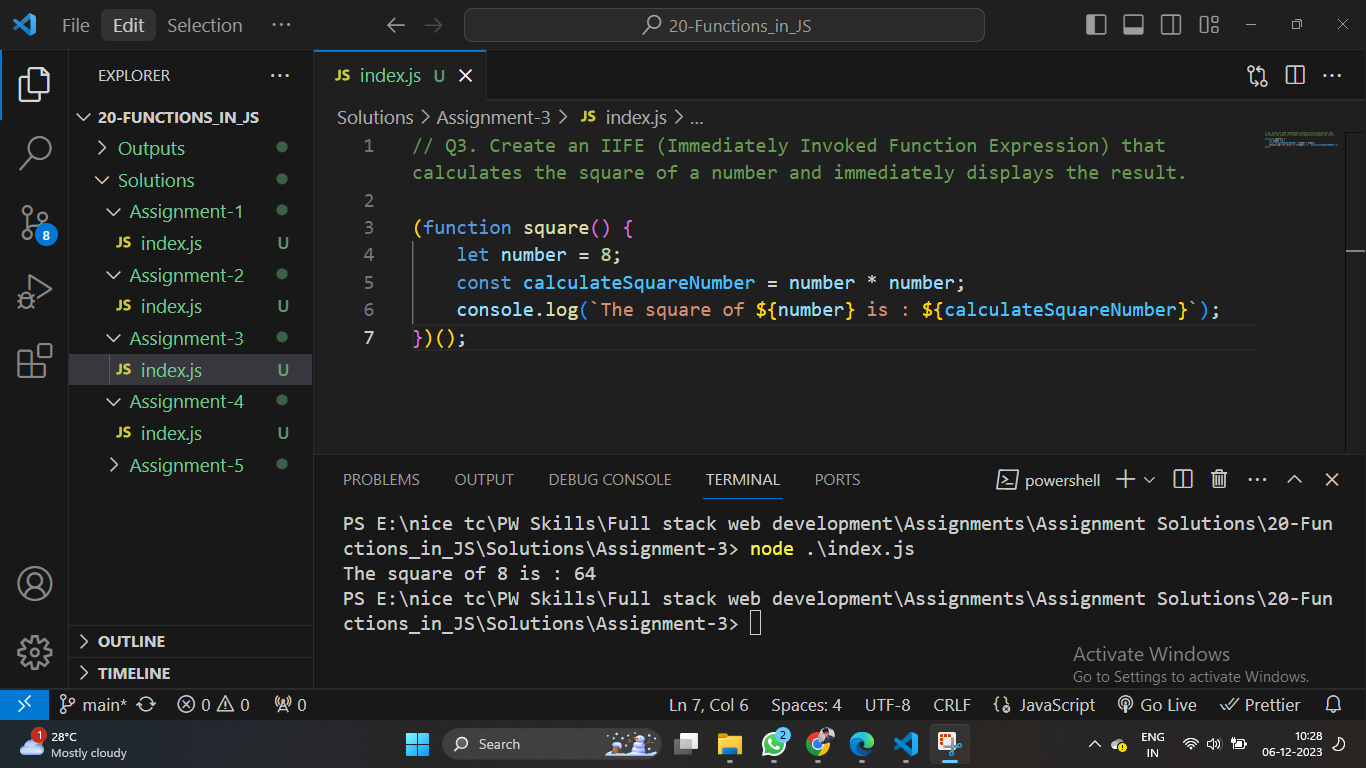 File Edit Selection ··· 20-Functions_in_JS
EXPLORER ···
20-FUNCTIONS_IN_JS
Outputs
Solutions
Assignment-1
JS index.js U
Assignment-2
JS index.js U
Assignment-3
JS index.js U
Assignment-4
JS index.js U
Assignment-5
OUTLINE
TIMELINE
8
JS index.js U
Solutions > Assignment-3 > JS index.js > ...
1 // Q3. Create an IIFE (Immediately Invoked Function Expression) that
calculates the square of a number and immediately displays the result.
2
3 (function square() {
4 let number = 8;
5 const calculateSquareNumber = number * number;
6 console.log(`The square of ${number} is : ${calculateSquareNumber}`);
7 })();
PROBLEMS OUTPUT DEBUG CONSOLE TERMINAL PORTS powershell
PS E:\nice tc\PW Skills\Full stack web development\Assignments\Assignment Solutions\20-Fun
ctions_in_JS\Solutions\Assignment-3> node .\index.js
The square of 8 is : 64
PS E:\nice tc\PW Skills\Full stack web development\Assignments\Assignment Solutions\20-Fun
ctions_in_JS\Solutions\Assignment-3>
Activate Windows
Go to Settings to activate Windows.
main* 0 0 0 Ln 7, Col 6 Spaces: 4 UTF-8 CRLF JavaScript Go Live Prettier
1 28°C
Mostly cloudy
Search
2
ENG
IN
10:28
06-12-2023